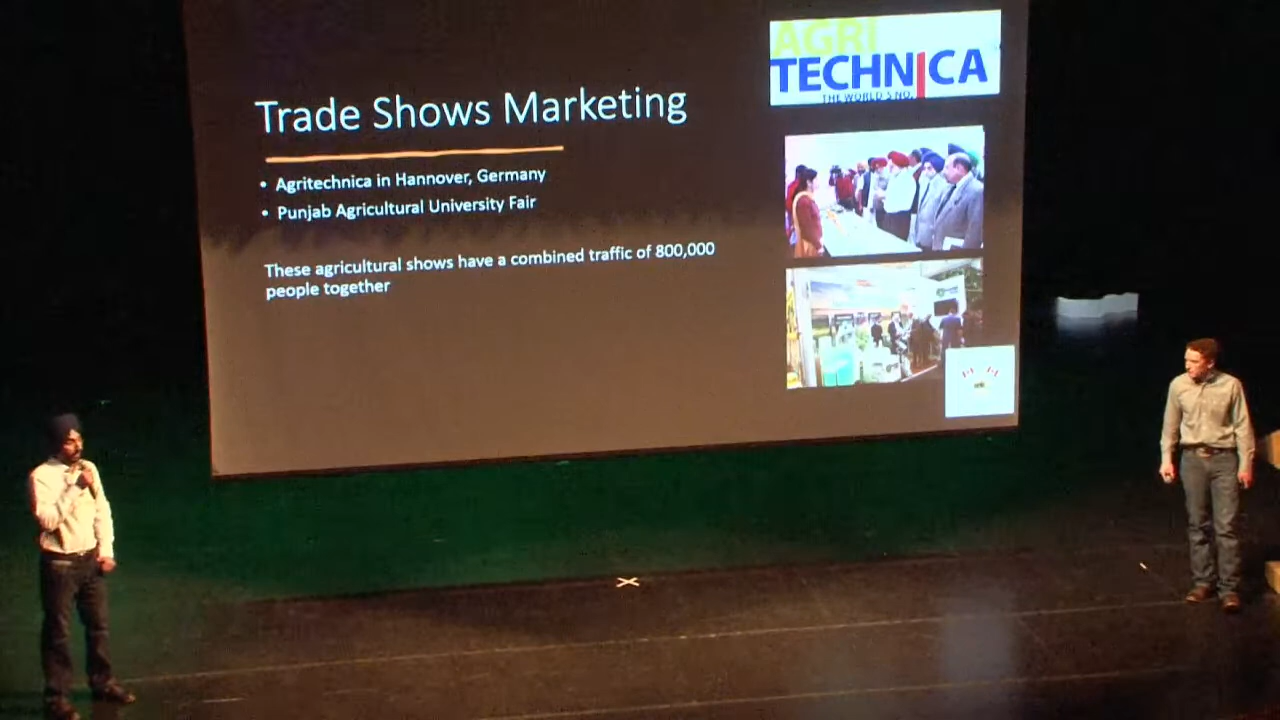 AGRI
TECHNICA
THE WORLD'S NO.
Trade Shows Marketing
• Agritechnica in Hannover, Germany
• Punjab Agricultural University Fair
These agricultural shows have a combined traffic of 800,000
people together